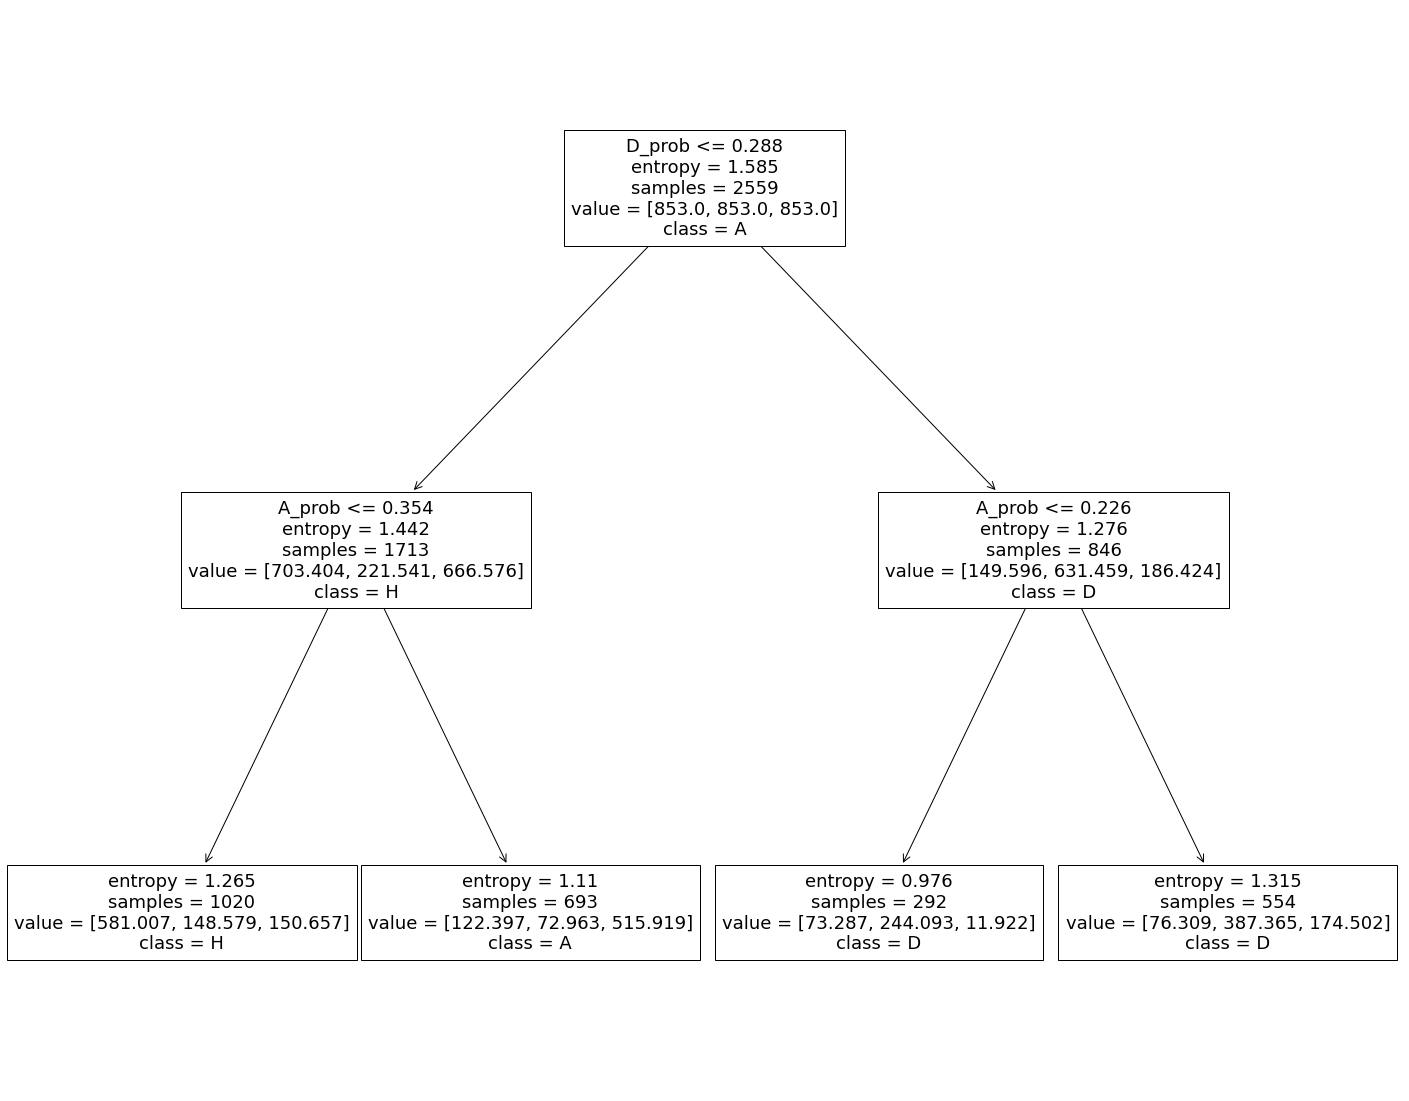 D_prob <= 0.288
entropy = 1.585
samples = 2559
value = [853.0, 853.0, 853.0]
class = A
A_prob <= 0.354
entropy = 1.442
samples = 1713
value = [703.404, 221.541, 666.576]
class = H
A_prob <= 0.226
entropy = 1.276
samples = 846
value = [149.596, 631.459, 186.424]
class = D
entropy = 1.265
samples = 1020
value = [581.007, 148.579, 150.657]
class = H
entropy = 1.11
samples = 693
value = [122.397, 72.963, 515.919]
class = A
entropy = 0.976
samples = 292
value = [73.287, 244.093, 11.922]
class = D
entropy = 1.315
samples = 554
value = [76.309, 387.365, 174.502]
class = D